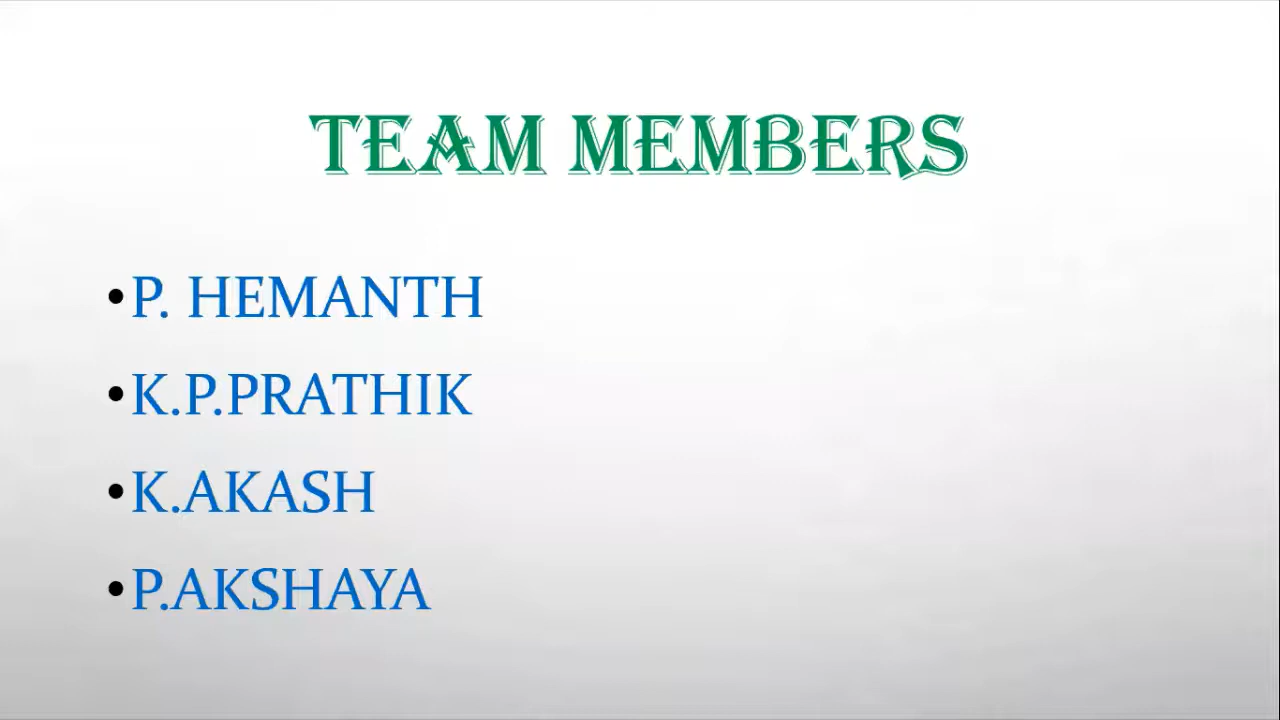 TEAM MEMBERS
•P. HEMANTH
•K.P.PRATHIK
•K.AKASH
•P.AKSHAYA